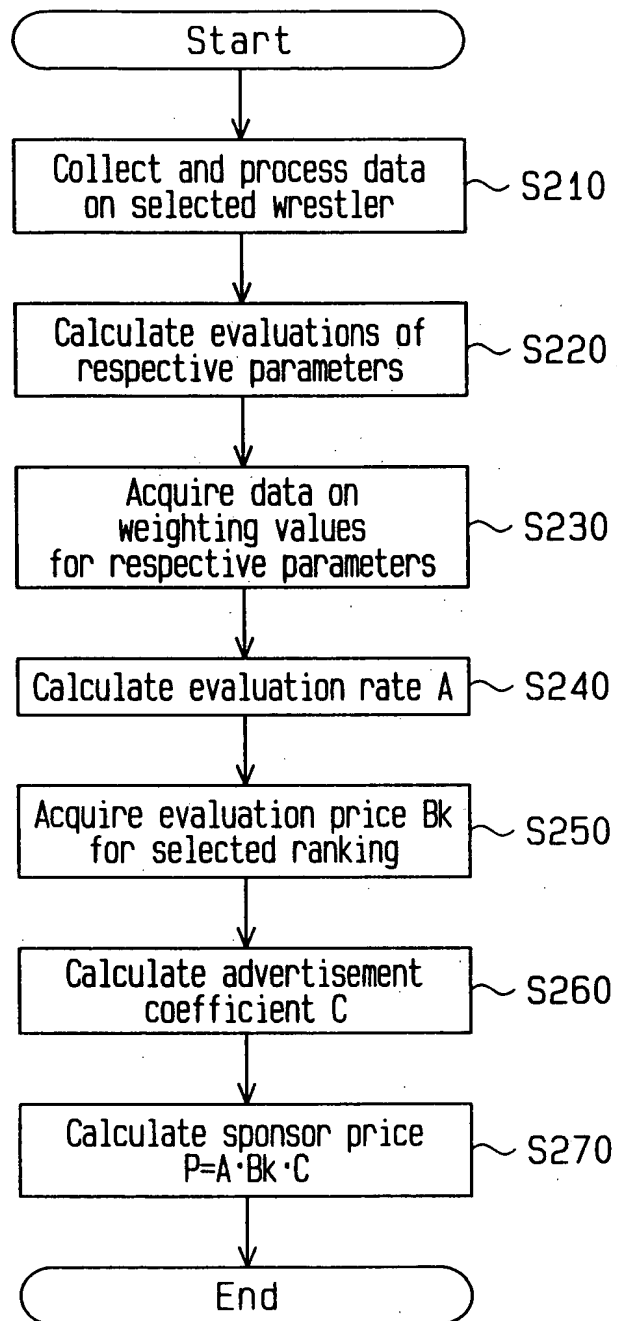 Start
Collect and process data
on selected wrestler
S210
Calculate evaluations of
respective parameters
S220
Acquire data on
weighting values
for respective parameters
S230
Calculate evaluation rate A
S240
Acquire evaluation price Bk
for selected ranking
S250
Calculate advertisement
coefficient C
S260
Calculate sponsor price
P=A·Bk·C
S270
End